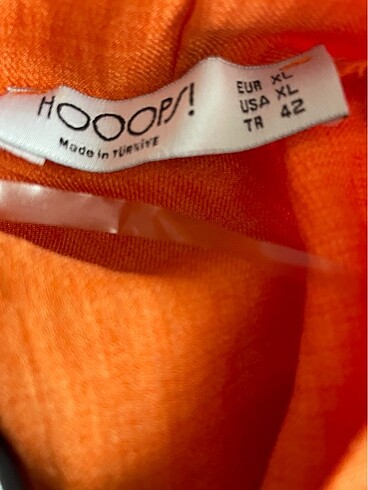 HOOOPS!
Made in TÜRKİYE
EUR XL
USA XL
TR 42